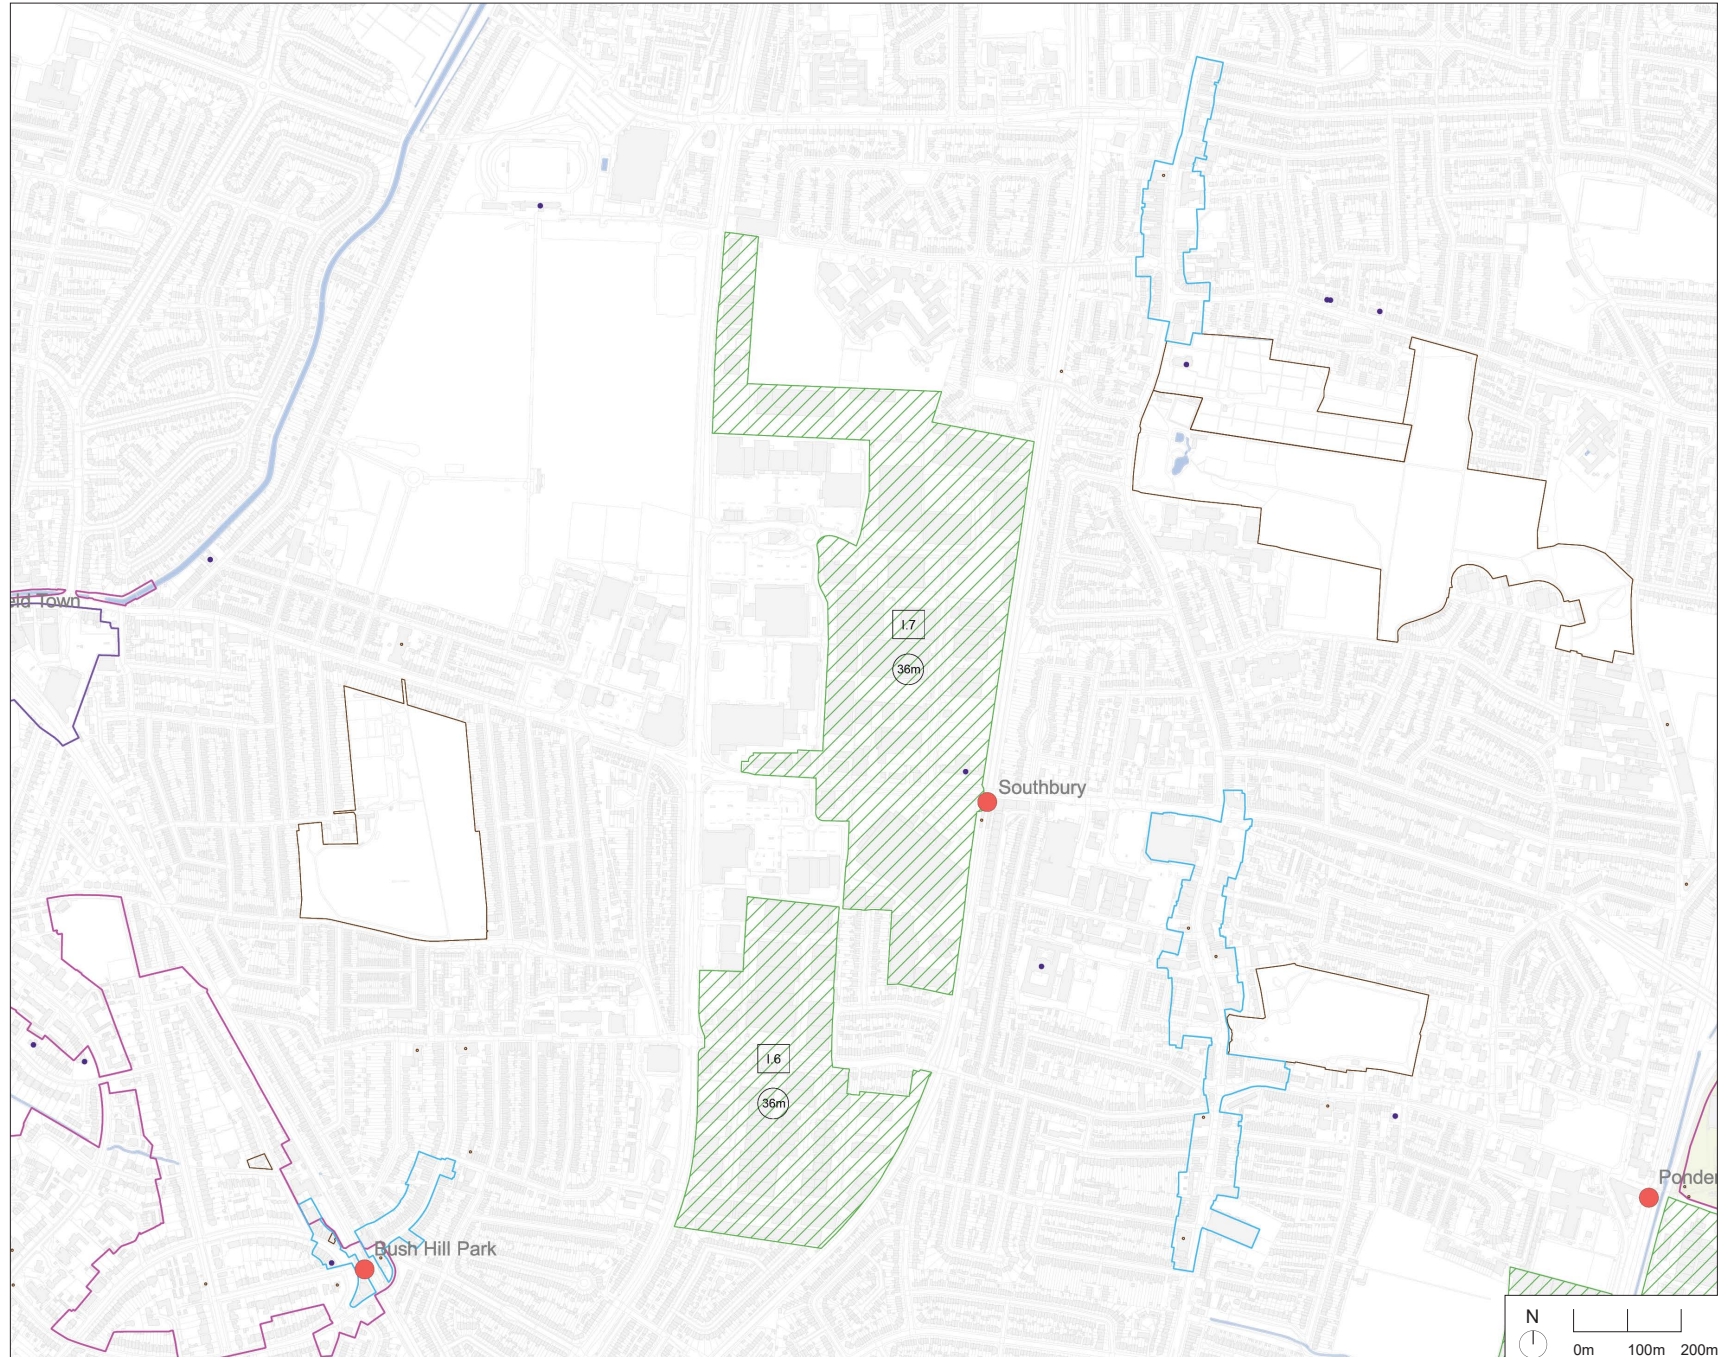 eld Town
I.7
36m
Southbury
I.6
36m
Ponder
Bush Hill Park
N
0m 100m 200m